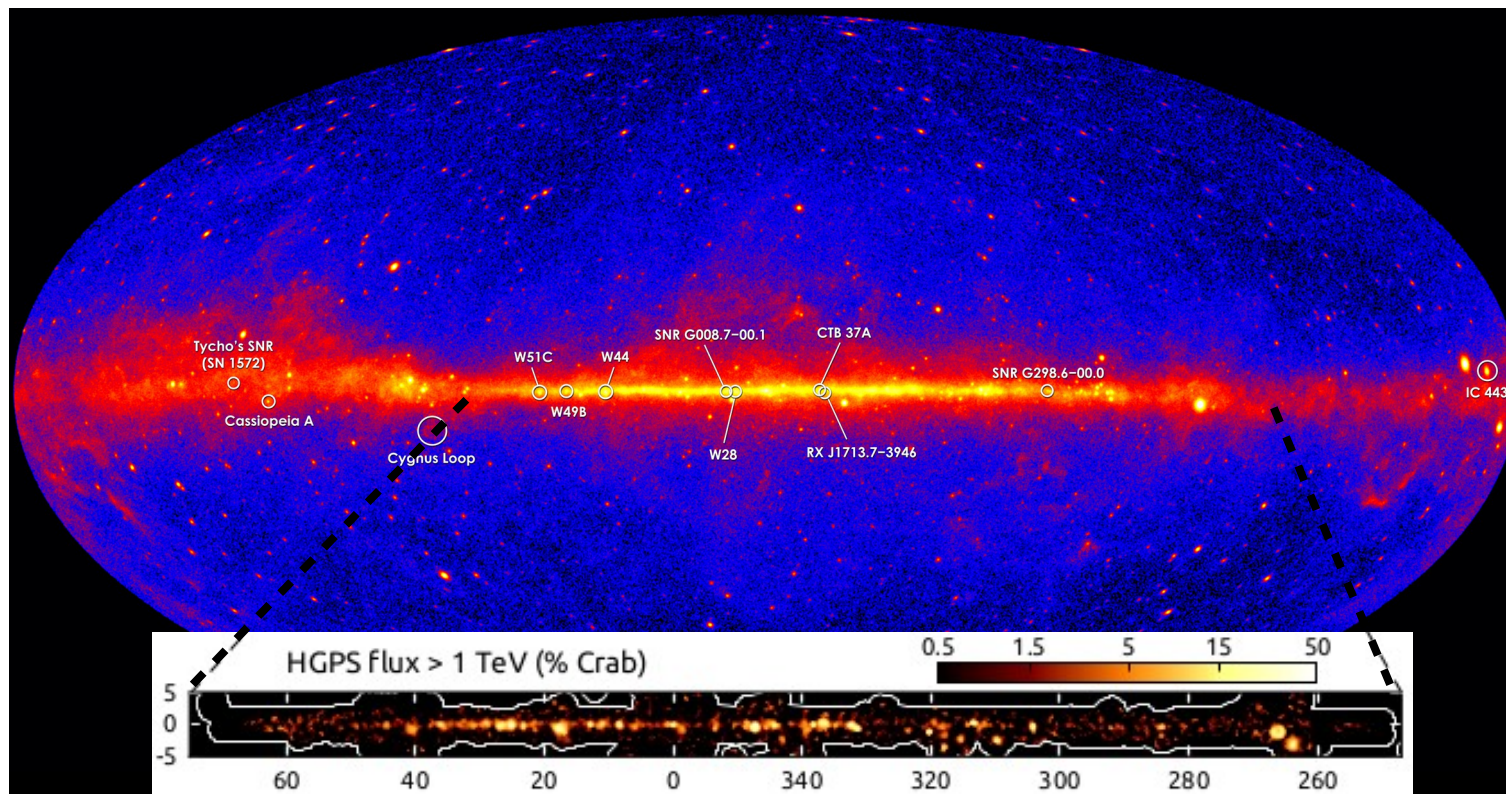 SNR G008.7−00.1
CTB 37A
Tycho's SNR
(SN 1572)
W51C
W44
SNR G298.6−00.0
IC 443
W49B
Cassiopeia A
Cygnus Loop
W28
RX J1713.7−3946
HGPS flux > 1 TeV (% Crab)
0.5 1.5 5 15 50
5
0
-5
60 40 20 0 340 320 300 280 260